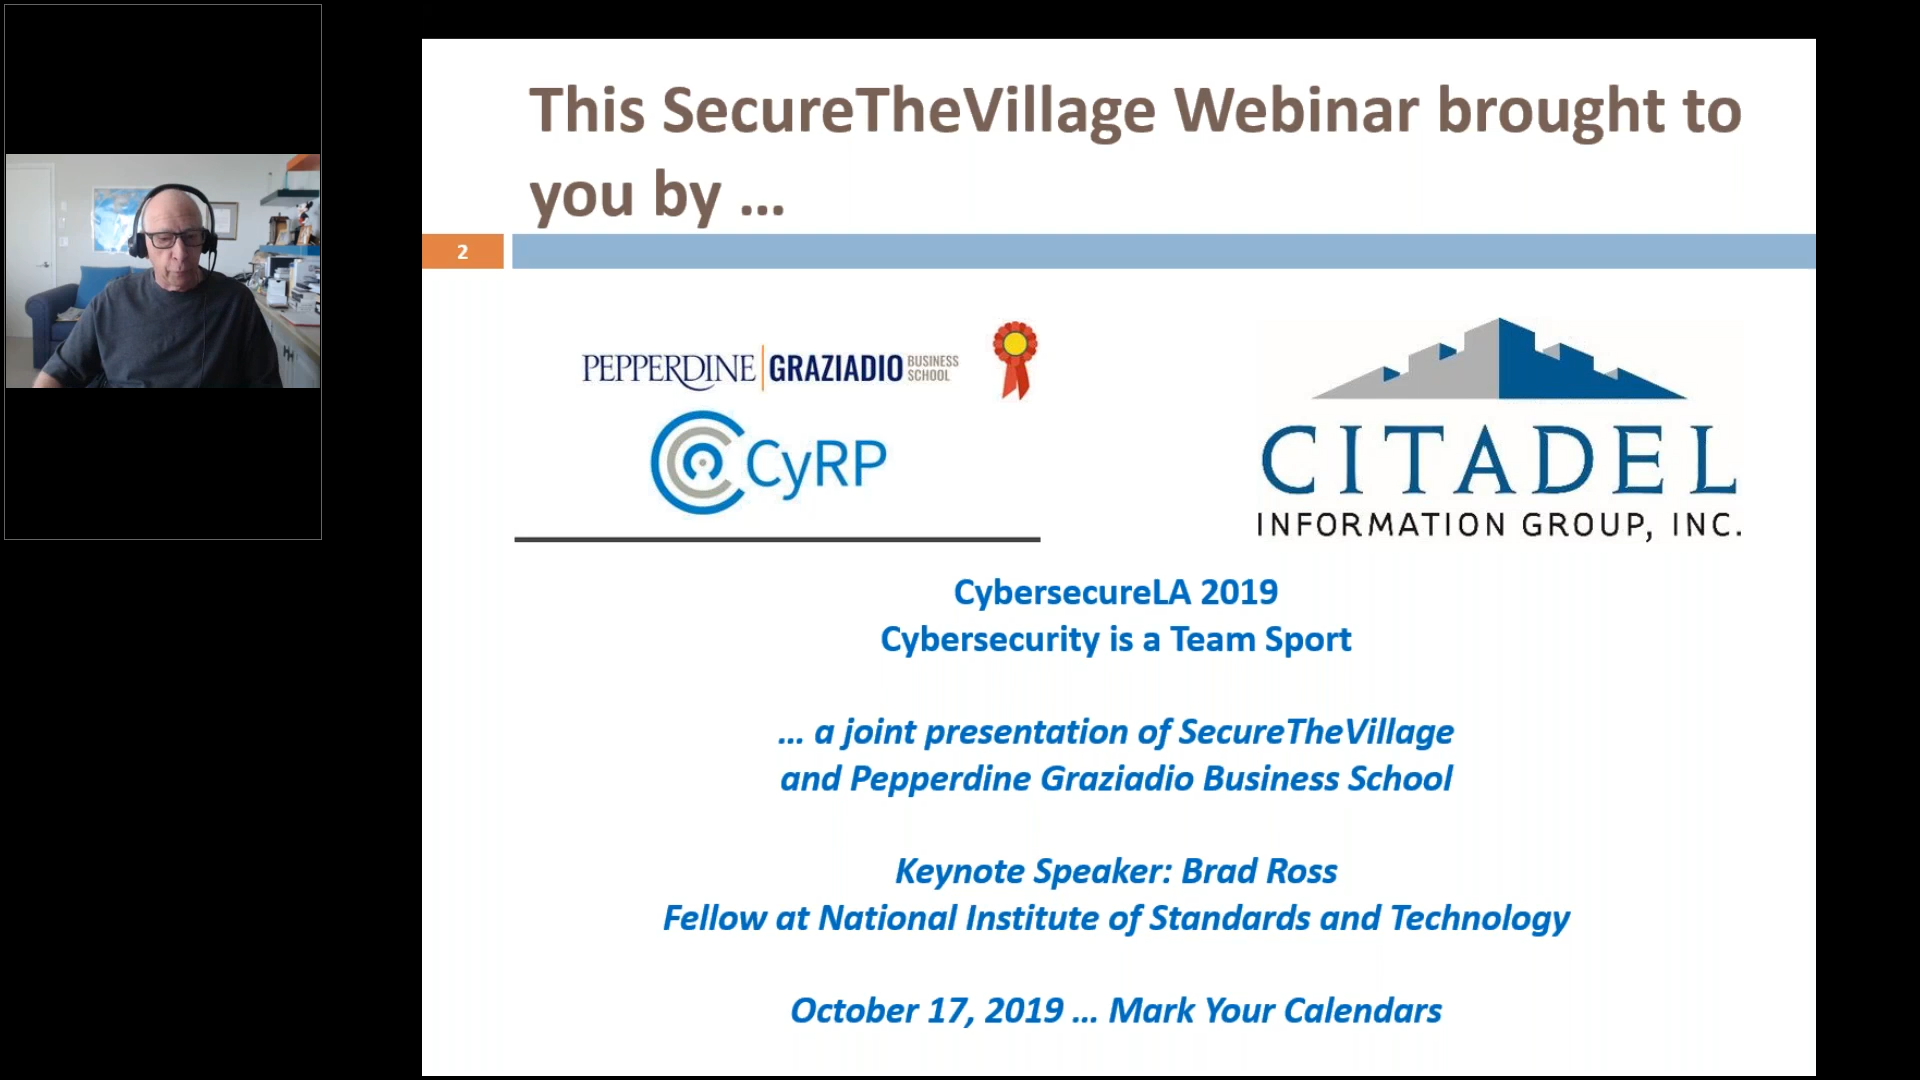 This SecureTheVillage Webinar brought to
you by ...
2
PEPPERDINE GRAZIADIO BUSINESS SCHOOL
CyRP
CITADEL
INFORMATION GROUP, INC.
CybersecureLA 2019
Cybersecurity is a Team Sport
... a joint presentation of SecureTheVillage
and Pepperdine Graziadio Business School
Keynote Speaker: Brad Ross
Fellow at National Institute of Standards and Technology
October 17, 2019 ... Mark Your Calendars